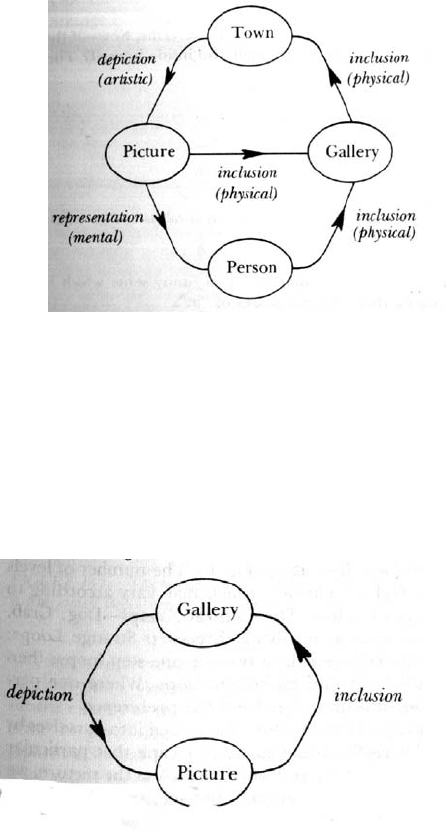 Town
depiction
(artistic)
inclusion
(physical)
Picture
Gallery
inclusion
(physical)
representation
(mental)
inclusion
(physical)
Person
Gallery
depiction
inclusion
Picture